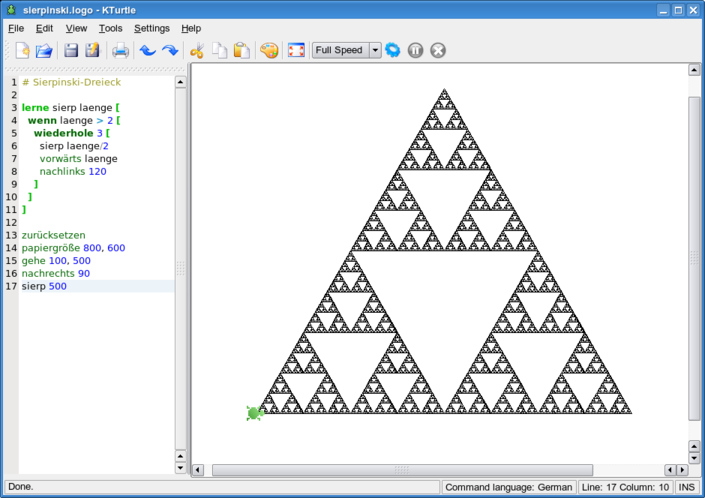 sierpinski.logo - KTurtle
File Edit View Tools Settings Help
Full Speed
1 # Sierpinski-Dreieck
2
3 lerne sierp laenge [
4 wenn laenge > 2 [
5 wiederhole 3 [
6 sierp laenge/2
7 vorwärts laenge
8 nachlinks 120
9 ]
10 ]
11 ]
12
13 zurücksetzen
14 papiergröße 800, 600
15 gehe 100, 500
16 nachrechts 90
17 sierp 500
Done. Command language: German Line: 17 Column: 10 INS